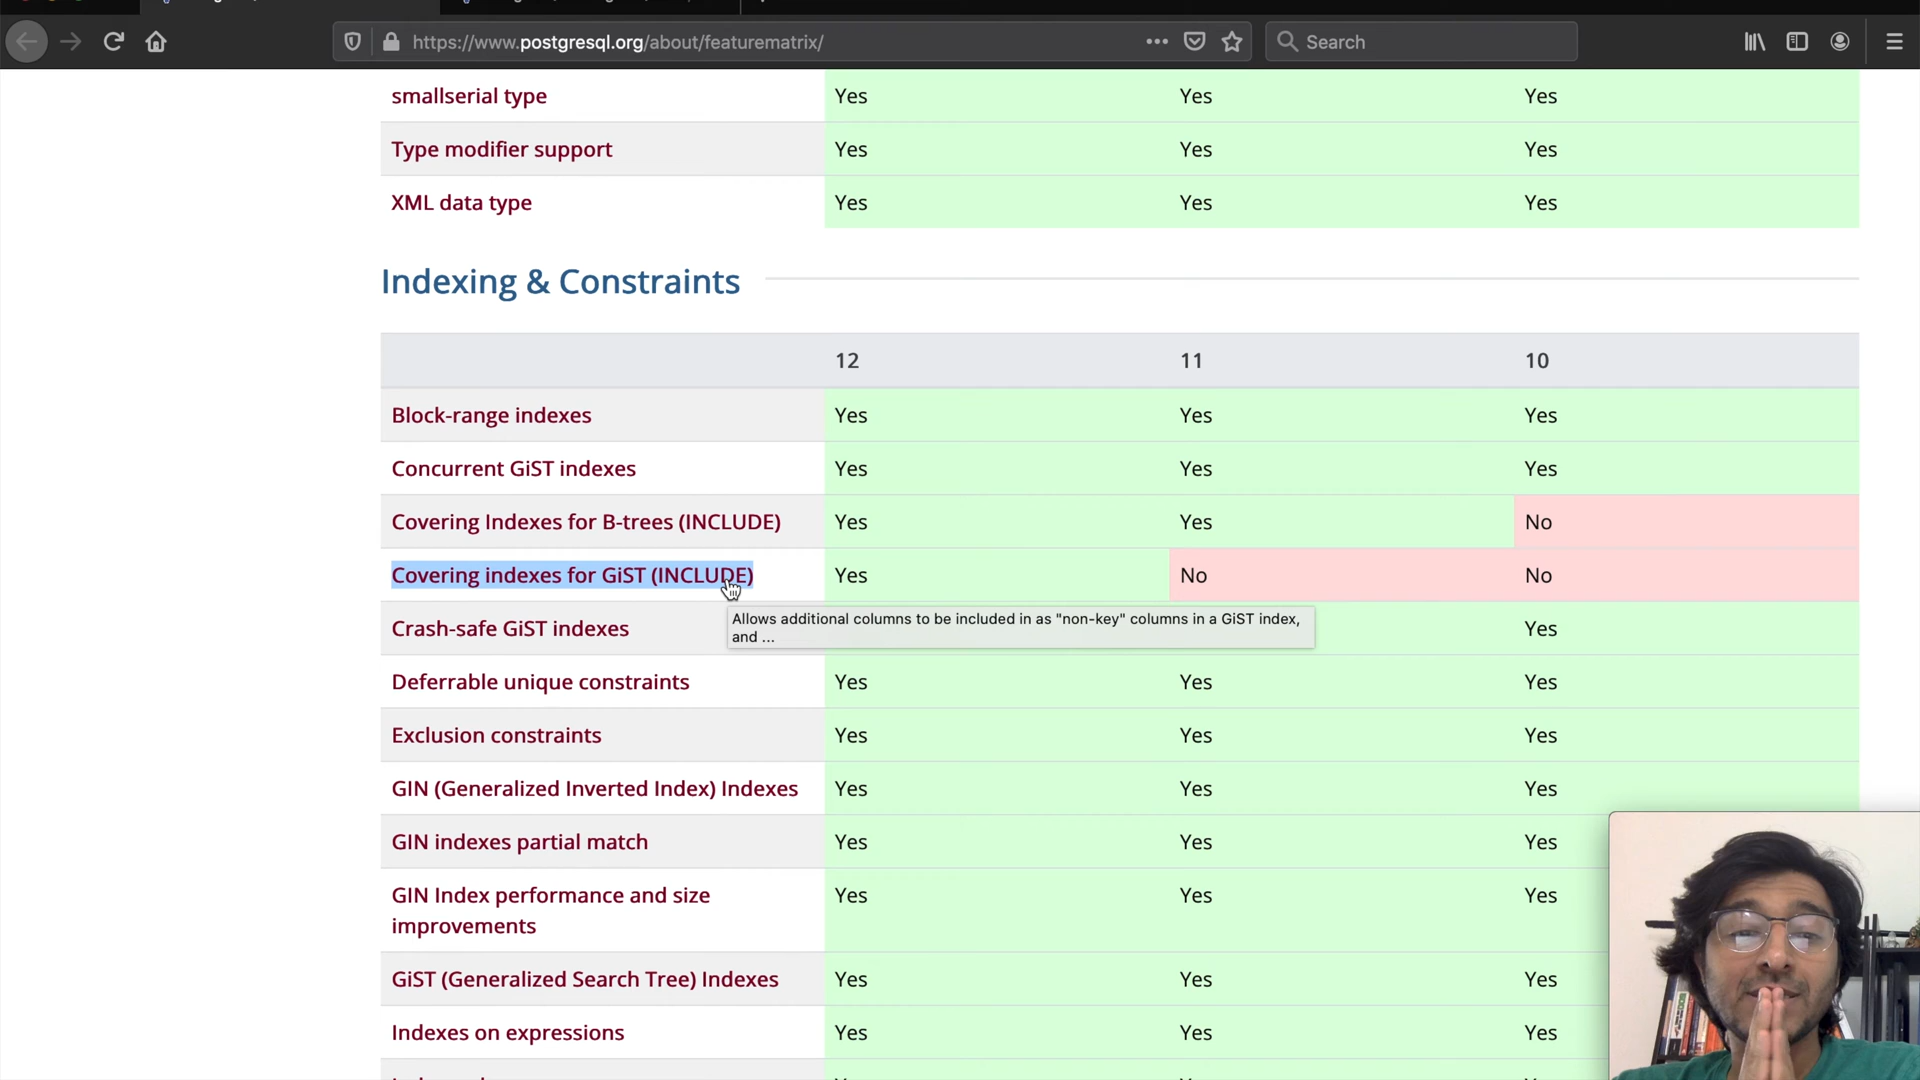 https://www.postgresql.org/about/featurematrix/
Search
smallserial type Yes Yes Yes
Type modifier support Yes Yes Yes
XML data type Yes Yes Yes
Indexing & Constraints
12 11 10
Block-range indexes Yes Yes Yes
Concurrent GiST indexes Yes Yes Yes
Covering Indexes for B-trees (INCLUDE) Yes Yes No
Covering indexes for GiST (INCLUDE) Yes No No
Allows additional columns to be included in as "non-key" columns in a GiST index,
and ...
Crash-safe GiST indexes Yes
Deferrable unique constraints Yes Yes Yes
Exclusion constraints Yes Yes Yes
GIN (Generalized Inverted Index) Indexes Yes Yes Yes
GIN indexes partial match Yes Yes Yes
GIN Index performance and size Yes Yes Yes
improvements
GiST (Generalized Search Tree) Indexes Yes Yes Yes
Indexes on expressions Yes Yes Yes